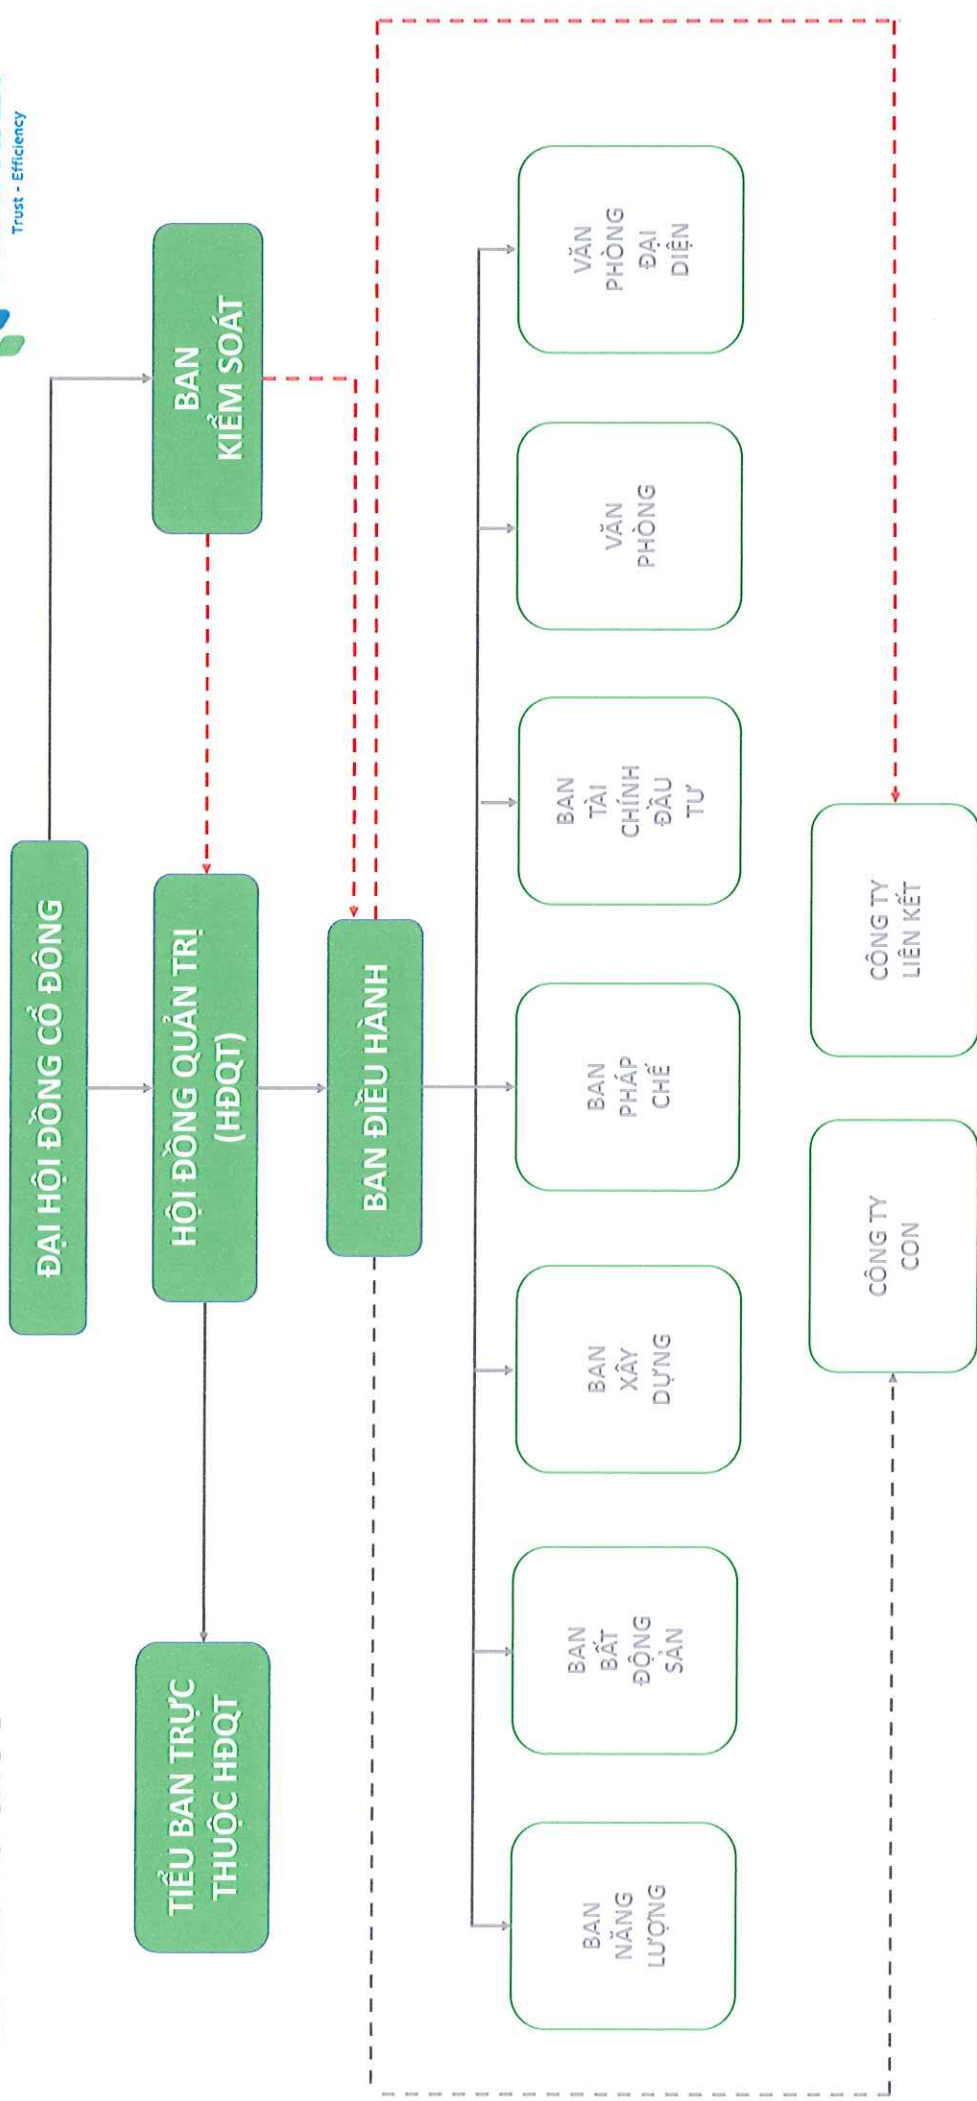 Trust - Efficiency
ĐẠI HỘI ĐỒNG CỔ ĐÔNG
BAN
KIỂM SOÁT
HỘI ĐỒNG QUẢN TRỊ
(HĐQT)
TIỂU BAN TRỰC
THUỘC HĐQT
BAN ĐIỀU HÀNH
BAN
NĂNG
LƯỢNG
BAN
BẤT
ĐỘNG
SẢN
BAN
XÂY
DỰNG
BAN
PHÁP
CHẾ
BAN
TÀI
CHÍNH
ĐẦU
TƯ
VĂN
PHÒNG
VĂN
PHÒNG
ĐẠI
DIỆN
CÔNG TY
CON
CÔNG TY
LIÊN KẾT